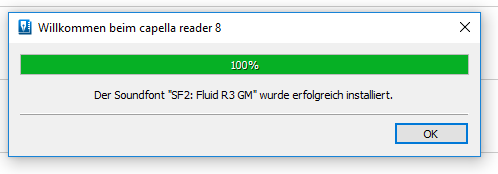 Willkommen beim capella reader 8
100%
Der Soundfont "SF2: Fluid R3 GM" wurde erfolgreich installiert.
OK